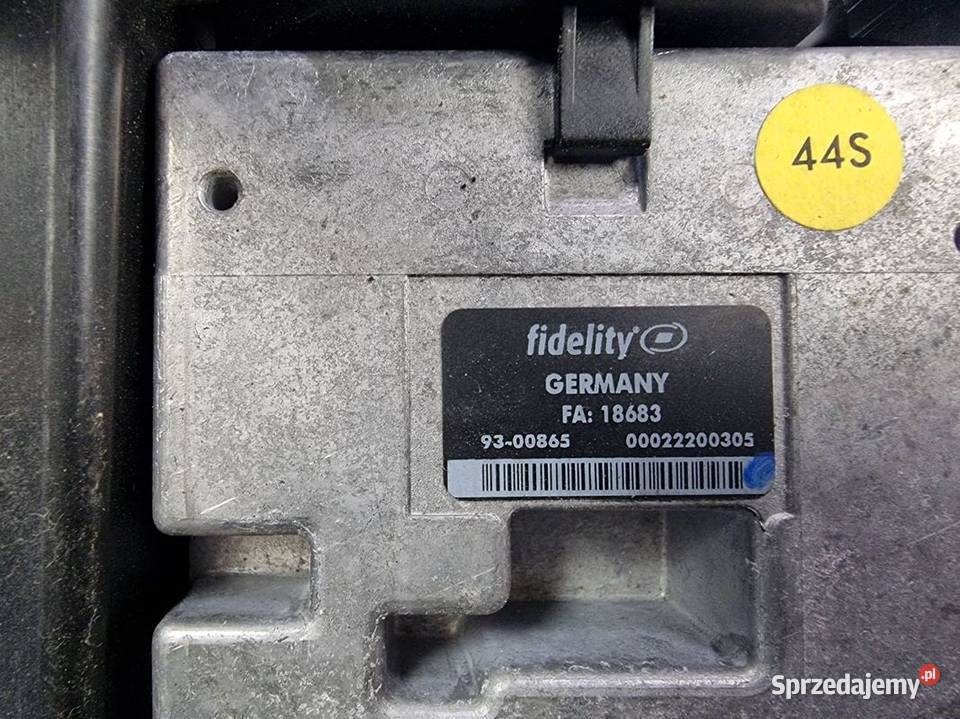 44S
fidelity
GERMANY
FA: 18683
93-00865 00022200305
Sprzedajemy.pl